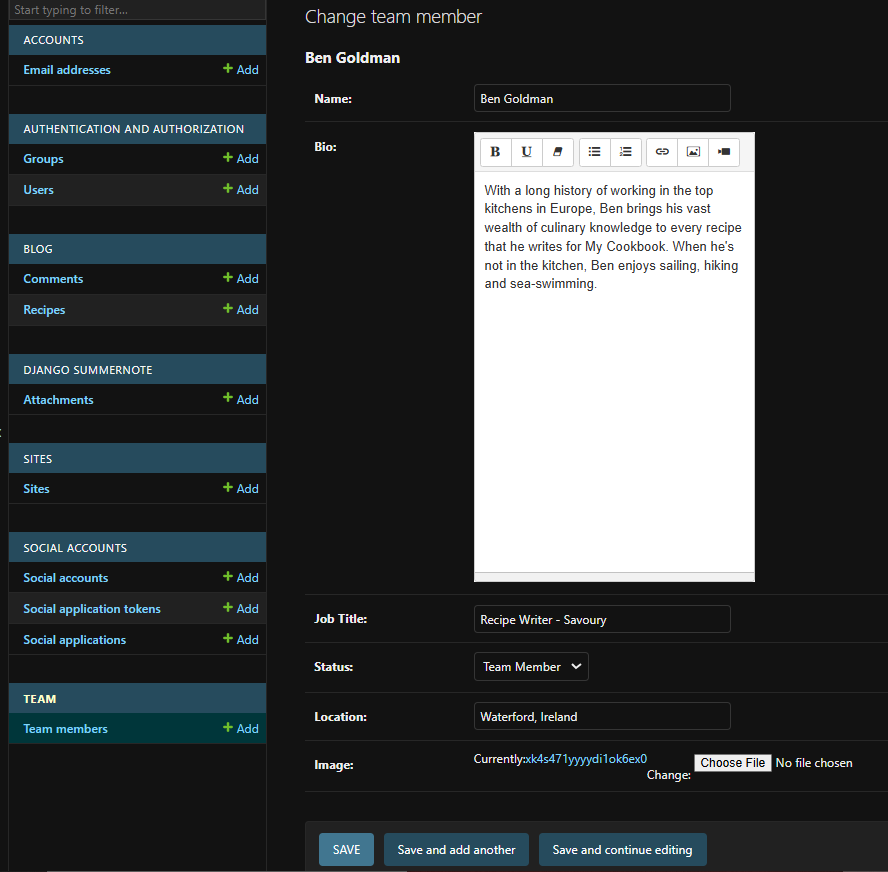 Start typing to filter...
ACCOUNTS
Email addresses + Add
AUTHENTICATION AND AUTHORIZATION
Groups + Add
Users + Add
BLOG
Comments + Add
Recipes + Add
DJANGO SUMMERNOTE
Attachments + Add
SITES
Sites + Add
SOCIAL ACCOUNTS
Social accounts + Add
Social application tokens + Add
Social applications + Add
TEAM
Team members + Add
Change team member
Ben Goldman
Name: Ben Goldman
Bio:
B U
With a long history of working in the top
kitchens in Europe, Ben brings his vast
wealth of culinary knowledge to every recipe
that he writes for My Cookbook. When he's
not in the kitchen, Ben enjoys sailing, hiking
and sea-swimming.
Job Title: Recipe Writer - Savoury
Status: Team Member
Location: Waterford, Ireland
Image: Currently:xk4s471yyyydi1ok6ex0
Change: Choose File No file chosen
SAVE Save and add another Save and continue editing